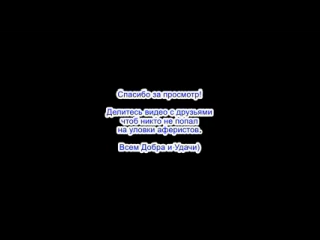 Спасибо за просмотр!
Делитесь видео с друзьями
чтоб никто не попал
на уловки аферистов.
Всем Добра и Удачи)